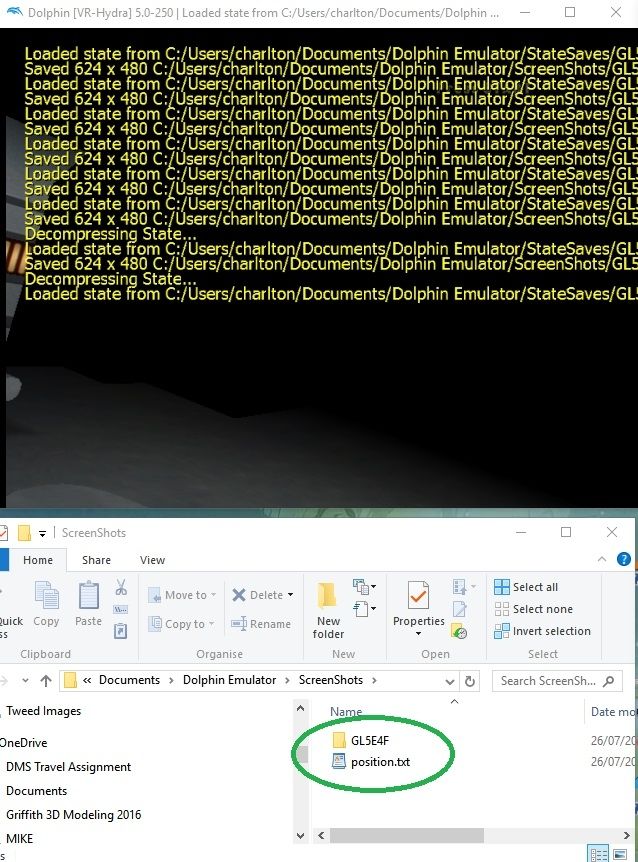 Dolphin [VR-Hydra] 5.0-250 | Loaded state from C:/Users/charlton/Documents/Dolphin ...
Loaded state from C:/Users/charlton/Documents/Dolphin Emulator/StateSaves/GL5
Saved 624 x 480 C:/Users/charlton/Documents/Dolphin Emulator/ScreenShots/GL5
Loaded state from C:/Users/charlton/Documents/Dolphin Emulator/StateSaves/GL5
Saved 624 x 480 C:/Users/charlton/Documents/Dolphin Emulator/ScreenShots/GL5
Loaded state from C:/Users/charlton/Documents/Dolphin Emulator/StateSaves/GL5
Saved 624 x 480 C:/Users/charlton/Documents/Dolphin Emulator/ScreenShots/GL5
Loaded state from C:/Users/charlton/Documents/Dolphin Emulator/StateSaves/GL5
Saved 624 x 480 C:/Users/charlton/Documents/Dolphin Emulator/ScreenShots/GL5
Loaded state from C:/Users/charlton/Documents/Dolphin Emulator/StateSaves/GL5
Saved 624 x 480 C:/Users/charlton/Documents/Dolphin Emulator/ScreenShots/GL5
Loaded state from C:/Users/charlton/Documents/Dolphin Emulator/StateSaves/GL5
Saved 624 x 480 C:/Users/charlton/Documents/Dolphin Emulator/ScreenShots/GL5
Decompressing State...
Loaded state from C:/Users/charlton/Documents/Dolphin Emulator/StateSaves/GL5
Saved 624 x 480 C:/Users/charlton/Documents/Dolphin Emulator/ScreenShots/GL5
Decompressing State...
Loaded state from C:/Users/charlton/Documents/Dolphin Emulator/StateSaves/GL5
ScreenShots
Home Share View
Move to Delete Select all
Copy to Rename Select none
Invert selection
Quick Copy Paste New Properties
ss folder
Clipboard Organise New Open Select
« Documents > Dolphin Emulator > ScreenShots > Search ScreenSh...
Tweed Images
OneDrive
DMS Travel Assignment
Documents
Griffith 3D Modeling 2016
MIKE
s
Name Date mo
GL5E4F 26/07/20
position.txt 26/07/20